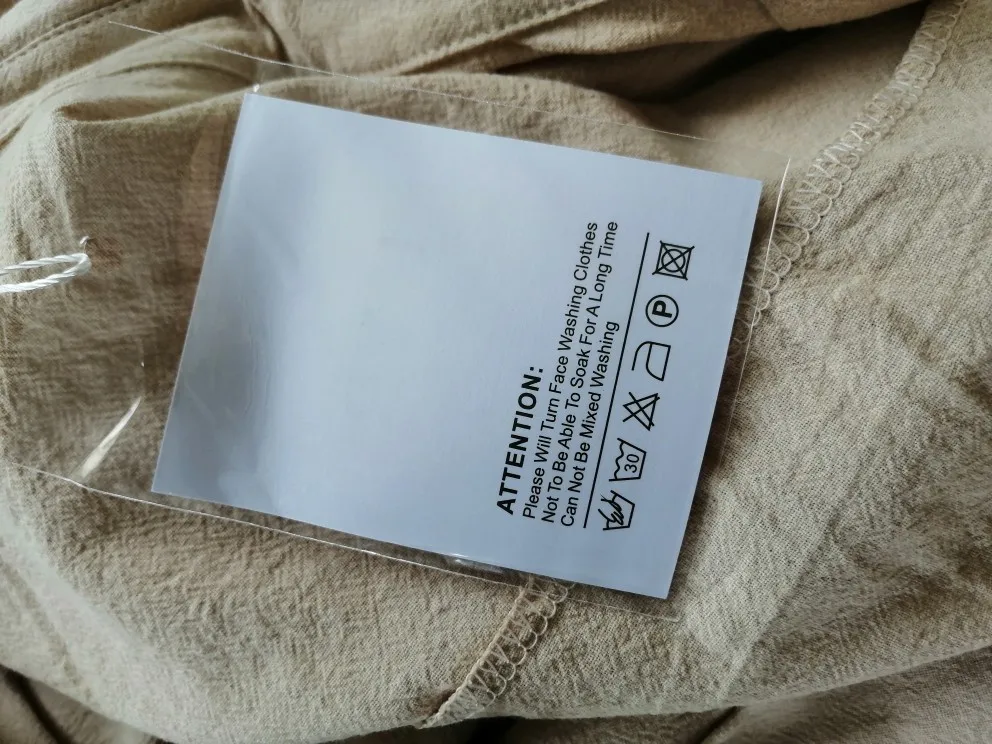 ATTENTION:
Please Will Turn Face Washing Clothes
Not To Be Able To Soak For A Long Time
Can Not Be Mixed Washing
30 P